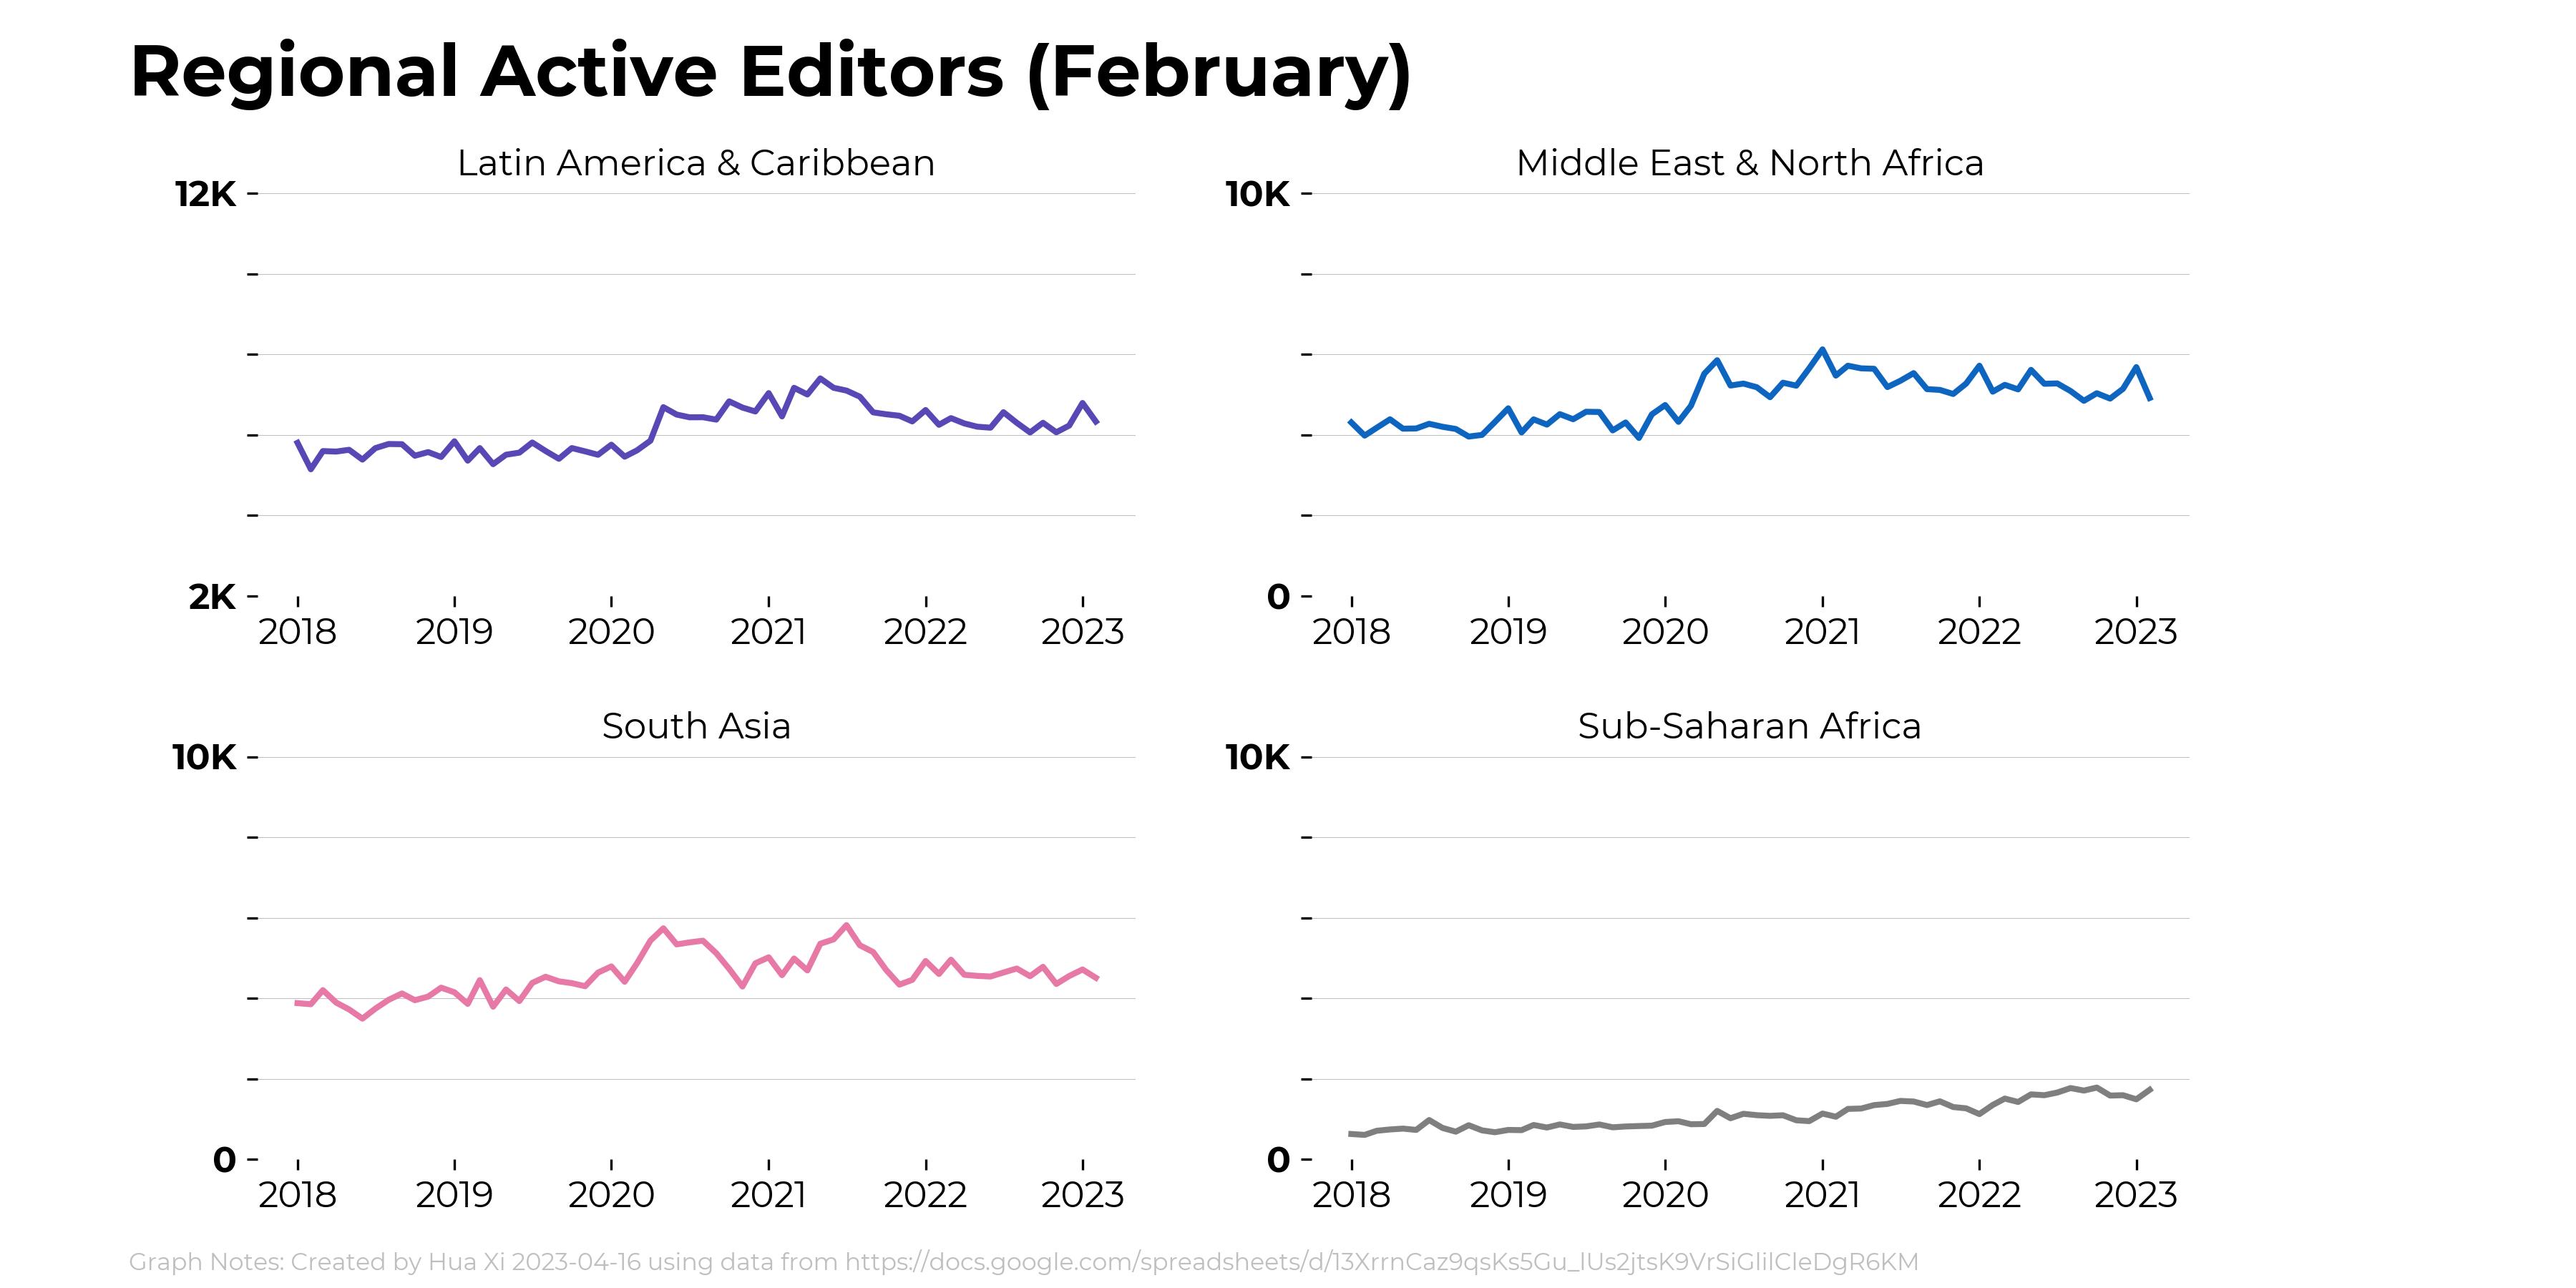 Regional Active Editors (February)
Latin America & Caribbean
12K
2K
2018 2019 2020 2021 2022 2023
Middle East & North Africa
10K
0
2018 2019 2020 2021 2022 2023
South Asia
10K
0
2018 2019 2020 2021 2022 2023
Sub-Saharan Africa
10K
0
2018 2019 2020 2021 2022 2023
Graph Notes: Created by Hua Xi 2023-04-16 using data from https://docs.google.com/spreadsheets/d/13XrrnCaz9qsKs5Gu_lUs2jtsK9VrSiGlilCleDgR6KM